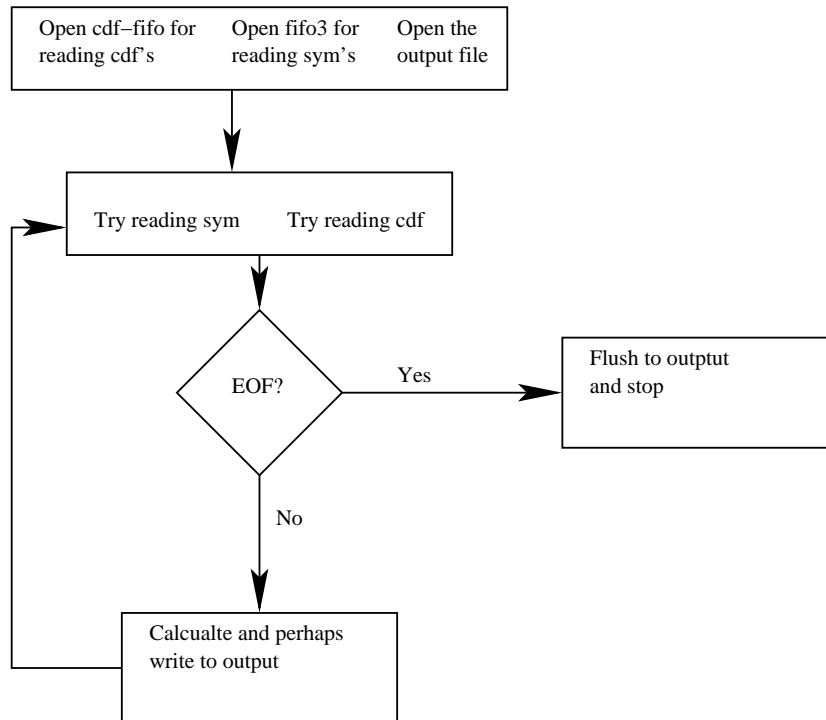 Open cdf−fifo for
reading cdf's
Open fifo3 for
reading sym's
Open the
output file
Try reading sym
Try reading cdf
EOF?
Yes
Flush to outptut
and stop
No
Calcualte and perhaps
write to output